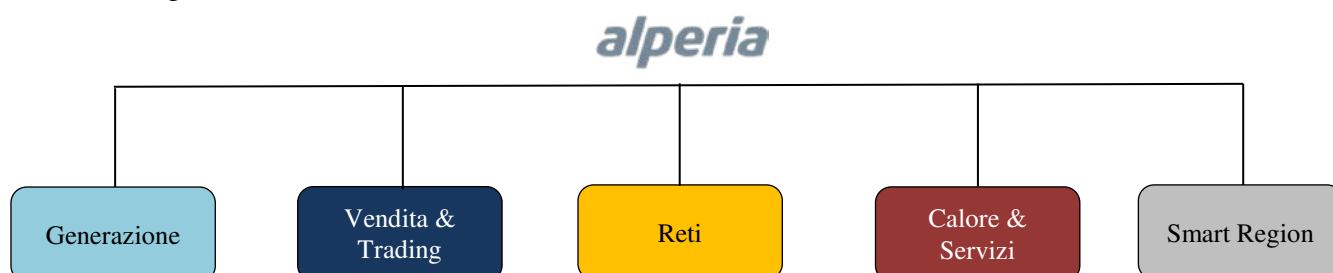 alperia
Generazione
Vendita &
Trading
Reti
Calore &
Servizi
Smart Region